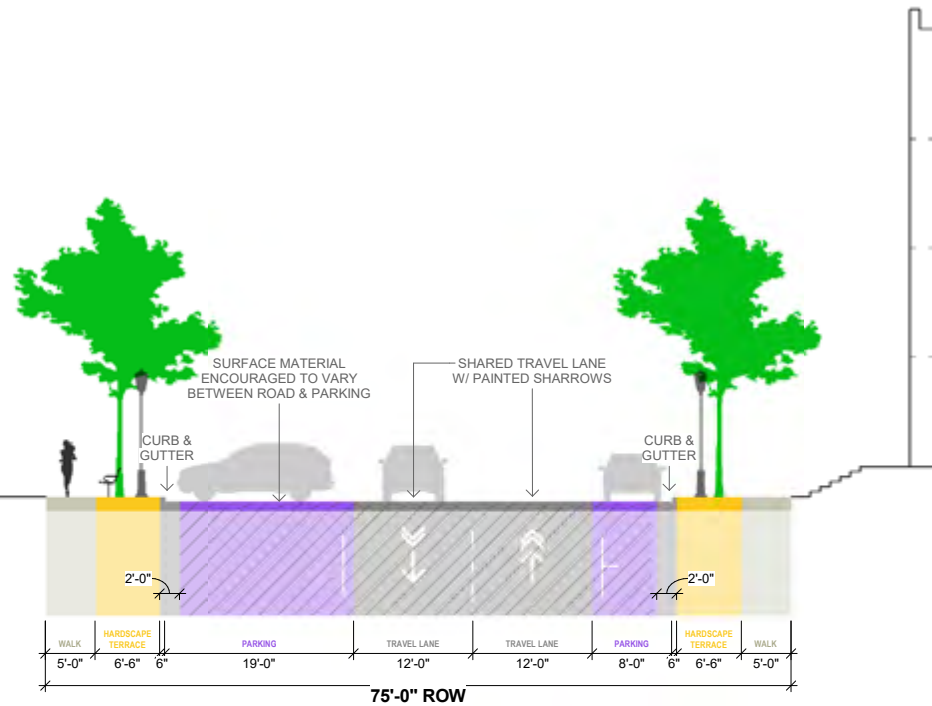 SURFACE MATERIAL
ENCOURAGED TO VARY
BETWEEN ROAD & PARKING
SHARED TRAVEL LANE
W/ PAINTED SHARROWS
CURB &
GUTTER
CURB &
GUTTER
2'-0"
2'-0"
WALK
HARDSCAPE
TERRACE
PARKING
TRAVEL LANE
TRAVEL LANE
PARKING
HARDSCAPE
TERRACE
WALK
5'-0" 6'-6" 6" 19'-0" 12'-0" 12'-0" 8'-0" 6" 6'-6" 5'-0"
75'-0" ROW